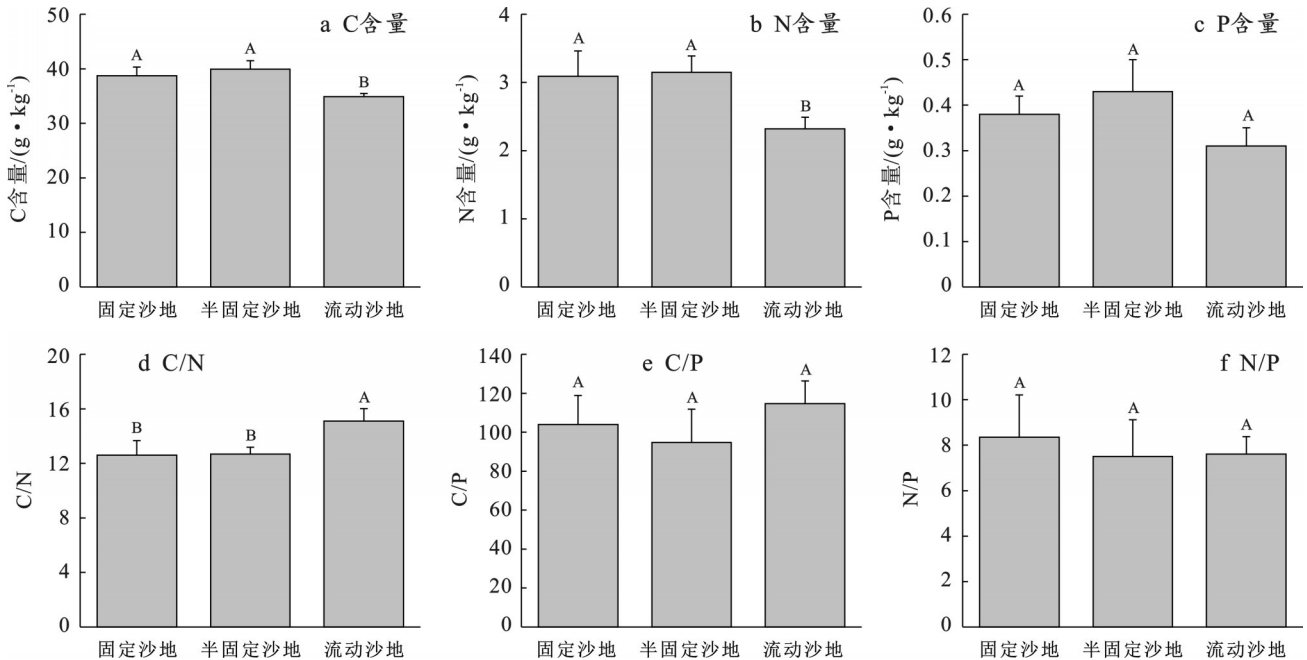 a C含量
C含量/(g·kg⁻¹)
50
40
30
20
10
0
A
A
B
固定沙地
半固定沙地
流动沙地
b N含量
N含量/(g·kg⁻¹)
4
3
2
1
0
A
A
B
固定沙地
半固定沙地
流动沙地
c P含量
P含量/(g·kg⁻¹)
0.6
0.5
0.4
0.3
0.2
0.1
0
A
A
A
固定沙地
半固定沙地
流动沙地
d C/N
C/N
20
16
12
8
4
0
B
B
A
固定沙地
半固定沙地
流动沙地
e C/P
C/P
140
120
100
80
60
40
20
0
A
A
A
固定沙地
半固定沙地
流动沙地
f N/P
N/P
12
10
8
6
4
2
0
A
A
A
固定沙地
半固定沙地
流动沙地